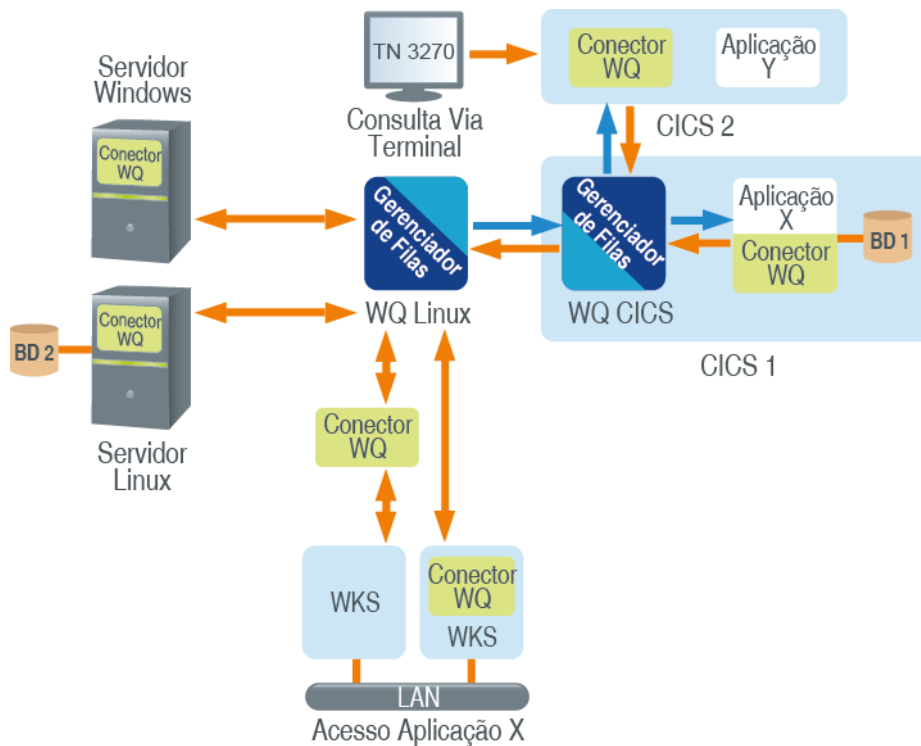 TN 3270
Consulta Via
Terminal
Conector
WQ
Aplicação
Y
CICS 2
Servidor
Windows
Conector
WQ
Gerenciador
de Filas
WQ Linux
Gerenciador
de Filas
WQ CICS
Aplicação
X
Conector
WQ
BD 1
CICS 1
BD 2
Conector
WQ
Servidor
Linux
Conector
WQ
WKS
Conector
WQ
WKS
LAN
Acesso Aplicação X